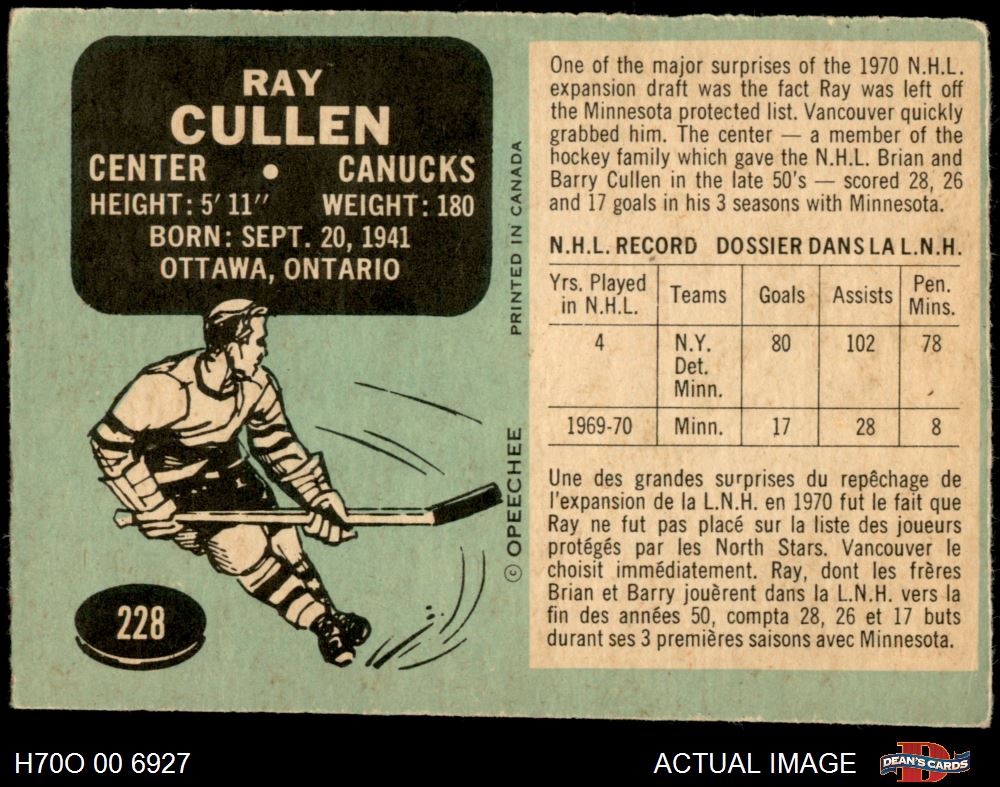 RAY
CULLEN
CENTER • CANUCKS
HEIGHT: 5' 11" WEIGHT: 180
BORN: SEPT. 20, 1941
OTTAWA, ONTARIO
228
© OPEECHEE PRINTED IN CANADA
One of the major surprises of the 1970 N.H.L.
expansion draft was the fact Ray was left off
the Minnesota protected list. Vancouver quickly
grabbed him. The center — a member of the
hockey family which gave the N.H.L. Brian and
Barry Cullen in the late 50's — scored 28, 26
and 17 goals in his 3 seasons with Minnesota.
N.H.L. RECORD DOSSIER DANS LA L.N.H.
Yrs. Played in N.H.L. Teams Goals Assists Pen. Mins.
4 N.Y. 80 102 78
Det.
Minn.
1969-70 Minn. 17 28 8
Une des grandes surprises du repêchage de
l'expansion de la L.N.H. en 1970 fut le fait que
Ray ne fut pas placé sur la liste des joueurs
protégés par les North Stars. Vancouver le
choisit immédiatement. Ray, dont les frères
Brian et Barry jouèrent dans la L.N.H. vers la
fin des années 50, compta 28, 26 et 17 buts
durant ses 3 premières saisons avec Minnesota.
H70O 00 6927
ACTUAL IMAGE
D
DEAN'S CARDS